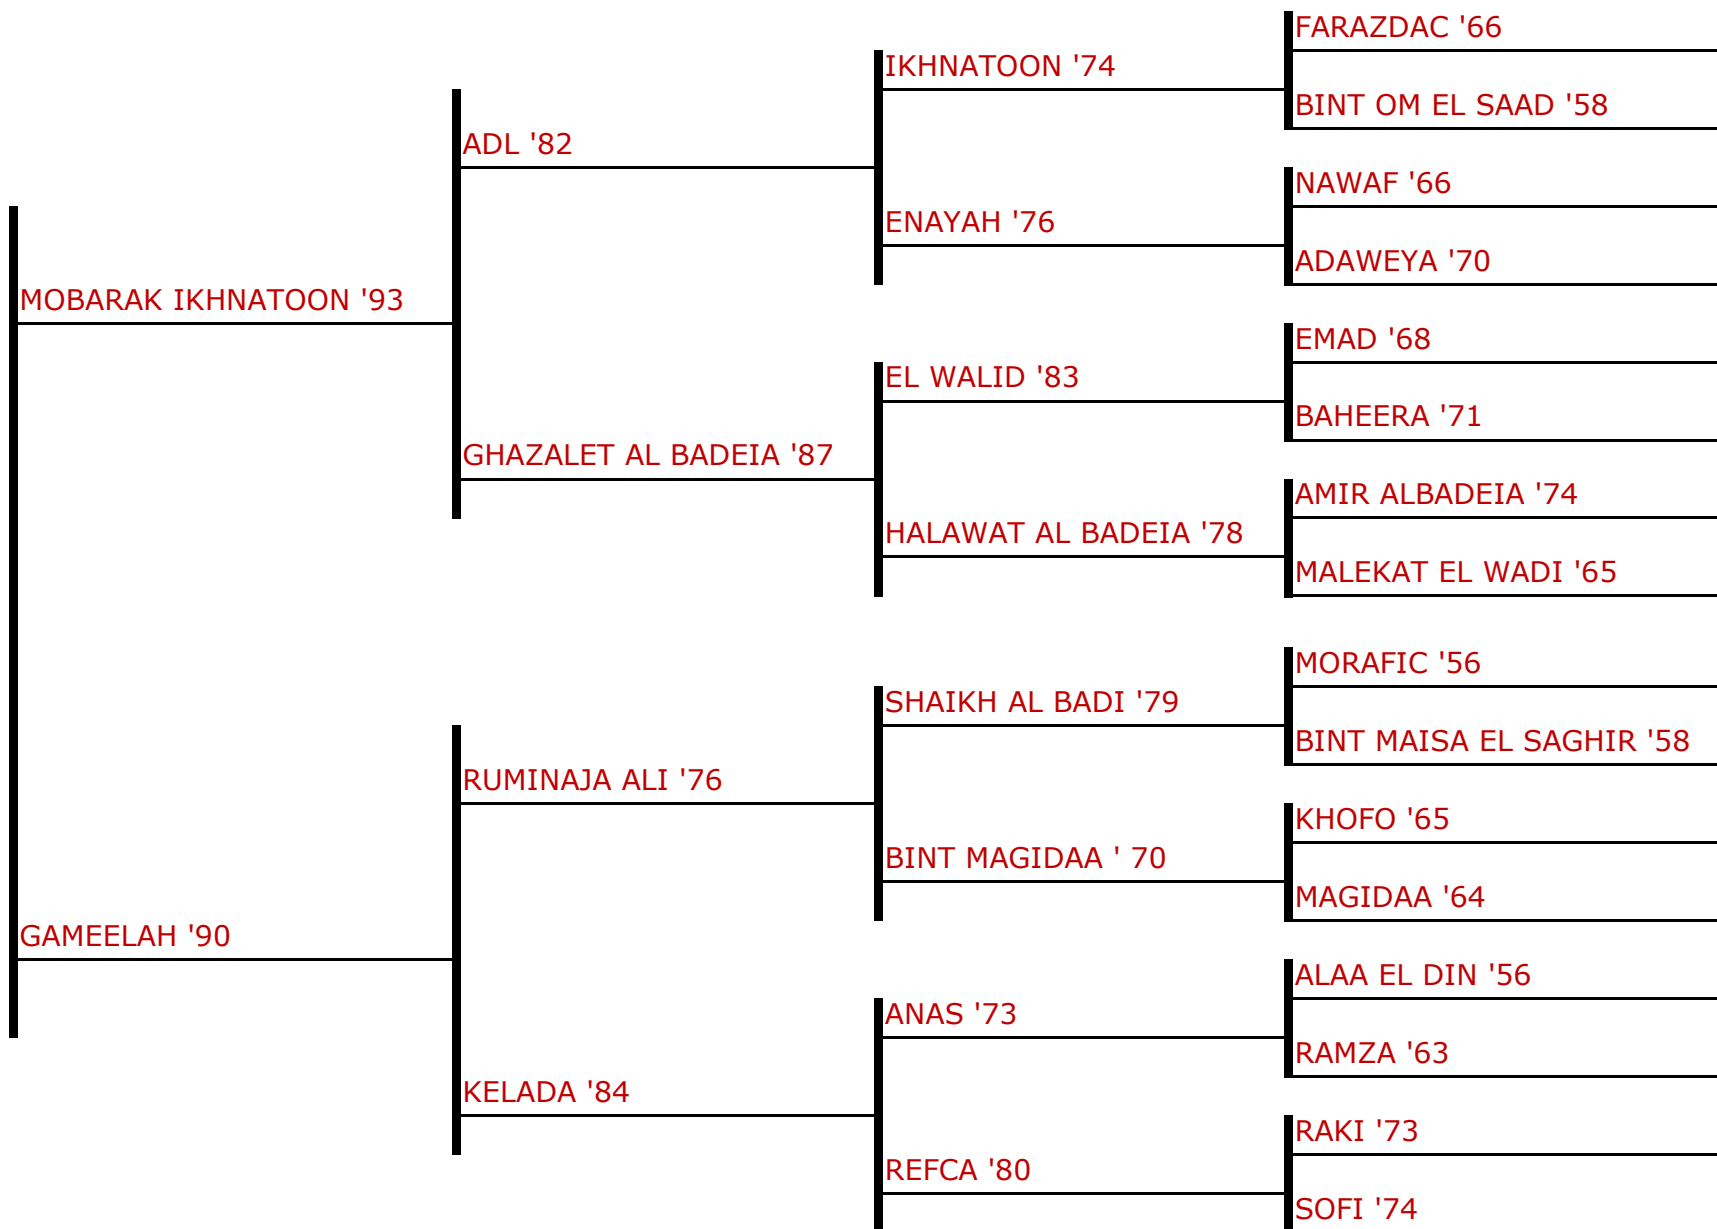 FARAZDAC '66
IKHNATOON '74
BINT OM EL SAAD '58
ADL '82
NAWAF '66
ENAYAH '76
ADAWEYA '70
MOBARAK IKHNATOON '93
EMAD '68
EL WALID '83
BAHEERA '71
GHAZALET AL BADEIA '87
AMIR ALBADEIA '74
HALAWAT AL BADEIA '78
MALEKAT EL WADI '65
MORAFIC '56
SHAIKH AL BADI '79
BINT MAISA EL SAGHIR '58
RUMINAJA ALI '76
KHOFO '65
BINT MAGIDAA ' 70
MAGIDAA '64
GAMEELAH '90
ALAA EL DIN '56
ANAS '73
RAMZA '63
KELADA '84
RAKI '73
REFCA '80
SOFI '74